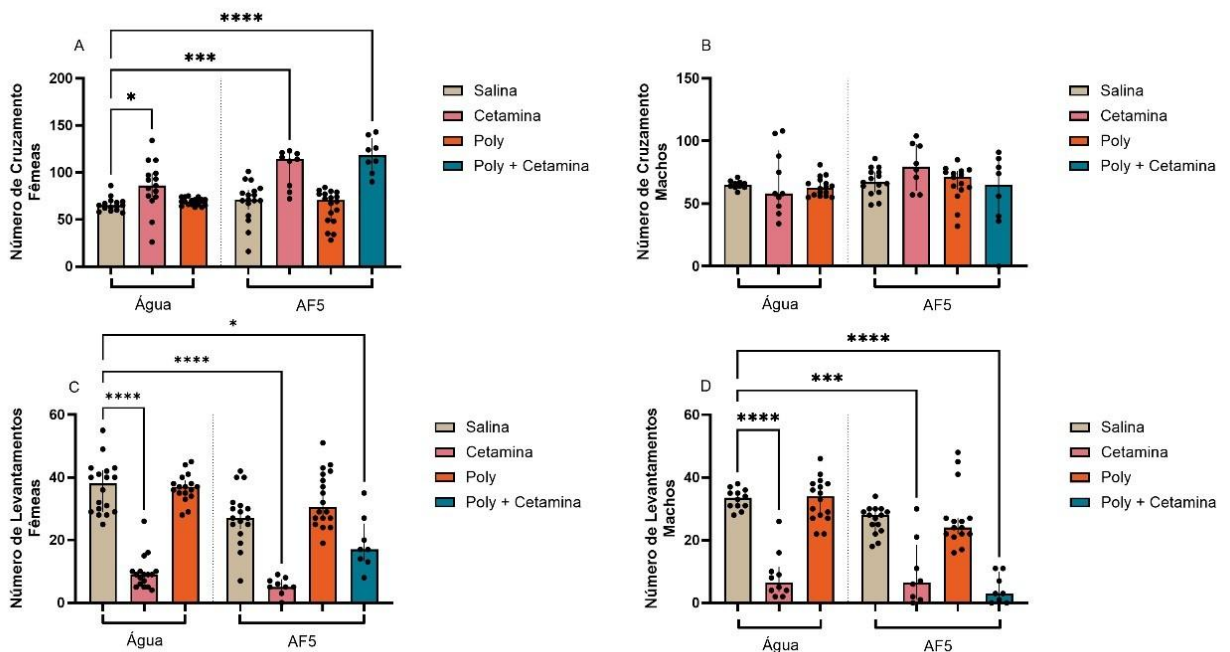 A
****
***
*
Número de Cruzamento
Fêmeas
200
150
100
50
0
Água
AF5
Salina
Cetamina
Poly
Poly + Cetamina
B
Número de Cruzamento
Machos
150
100
50
0
Água
AF5
Salina
Cetamina
Poly
Poly + Cetamina
C
*
****
****
Número de Levantamentos
Fêmeas
60
40
20
0
Água
AF5
Salina
Cetamina
Poly
Poly + Cetamina
D
****
***
****
Número de Levantamentos
Machos
60
40
20
0
Água
AF5
Salina
Cetamina
Poly
Poly + Cetamina